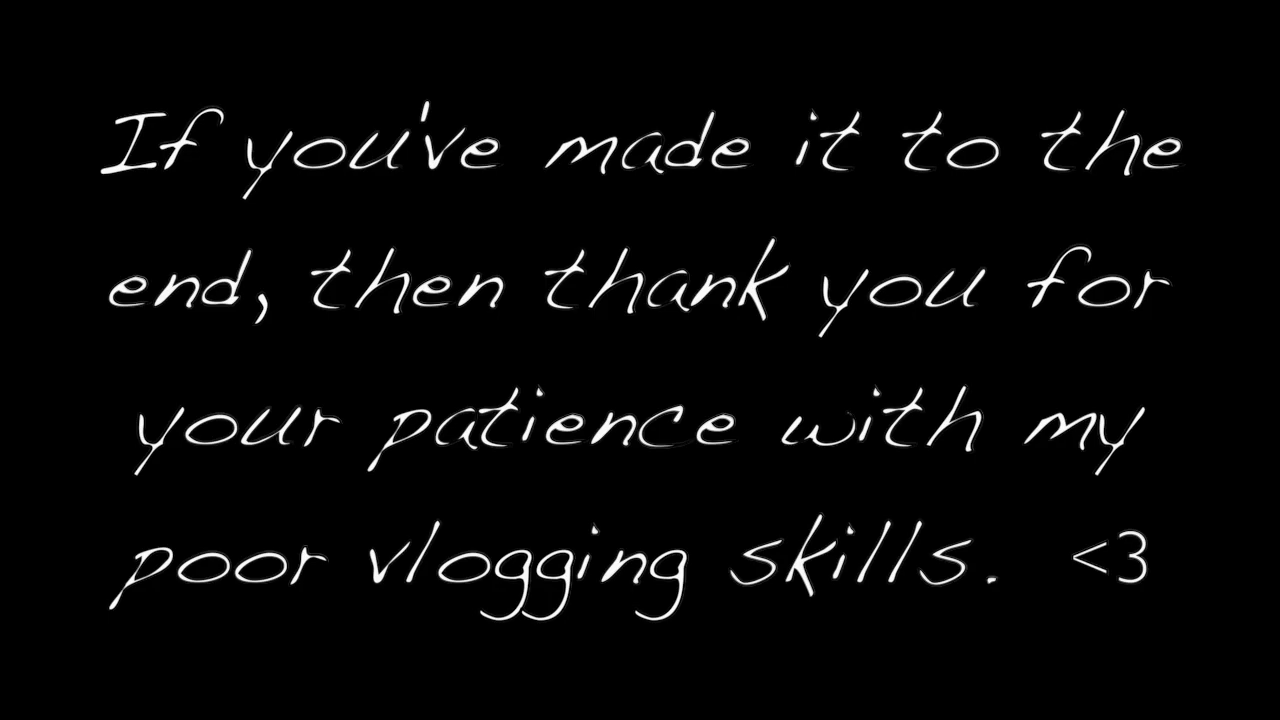 If you've made it to the
end, then thank you for
your patience with my
poor vlogging skills. <3